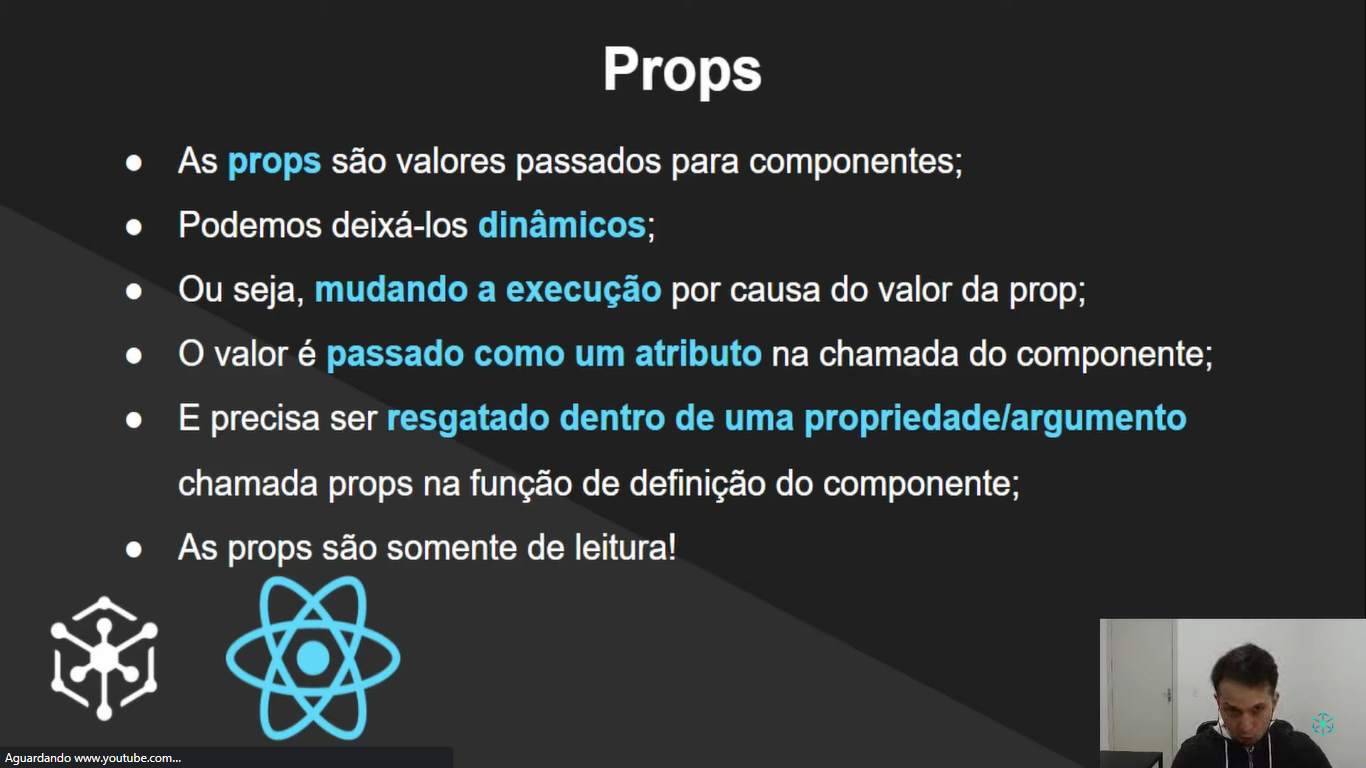 Props
● As props são valores passados para componentes;
● Podemos deixá-los dinâmicos;
● Ou seja, mudando a execução por causa do valor da prop;
● O valor é passado como um atributo na chamada do componente;
● E precisa ser resgatado dentro de uma propriedade/argumento
chamada props na função de definição do componente;
● As props são somente de leitura!
Aguardando www.youtube.com...